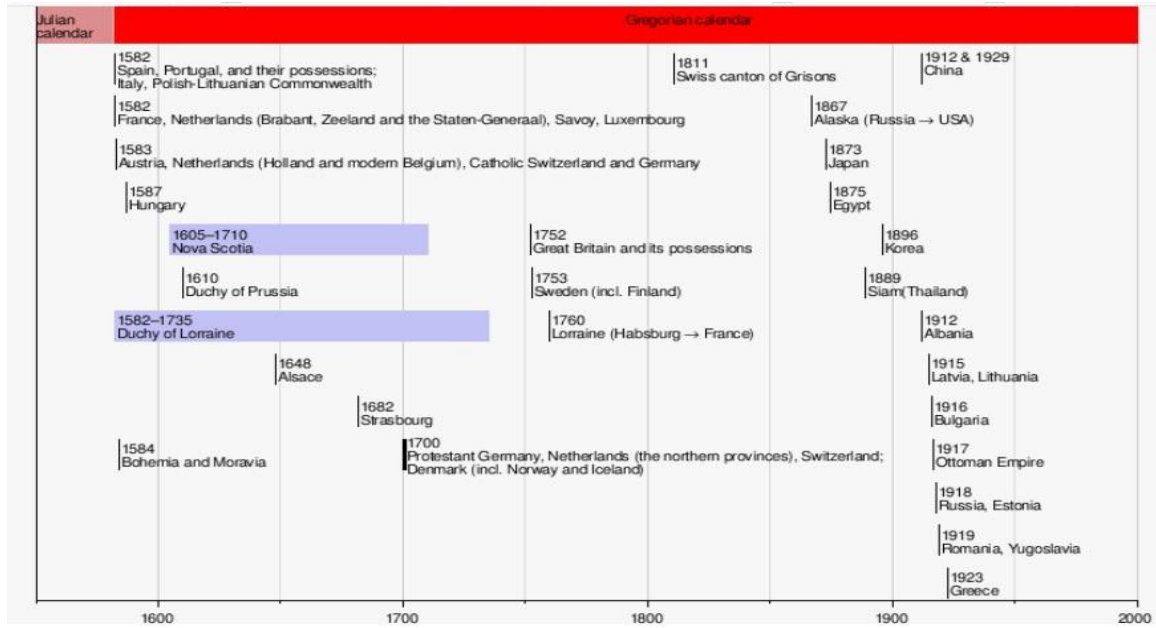 Julian
calendar
Gregorian calendar
1582
Spain, Portugal, and their possessions;
Italy, Polish-Lithuanian Commonwealth
1811
Swiss canton of Grisons
1912 & 1929
China
1582
France, Netherlands (Brabant, Zeeland and the Staten-Generaal), Savoy, Luxembourg
1867
Alaska (Russia → USA)
1583
Austria, Netherlands (Holland and modern Belgium), Catholic Switzerland and Germany
1873
Japan
1587
Hungary
1875
Egypt
1605–1710
Nova Scotia
1752
Great Britain and its possessions
1896
Korea
1610
Duchy of Prussia
1753
Sweden (incl. Finland)
1889
Siam(Thailand)
1582–1735
Duchy of Lorraine
1760
Lorraine (Habsburg → France)
1912
Albania
1648
Alsace
1915
Latvia, Lithuania
1682
Strasbourg
1916
Bulgaria
1584
Bohemia and Moravia
1700
Protestant Germany, Netherlands (the northern provinces), Switzerland;
Denmark (incl. Norway and Iceland)
1917
Ottoman Empire
1918
Russia, Estonia
1919
Romania, Yugoslavia
1923
Greece
1600
1700
1800
1900
2000